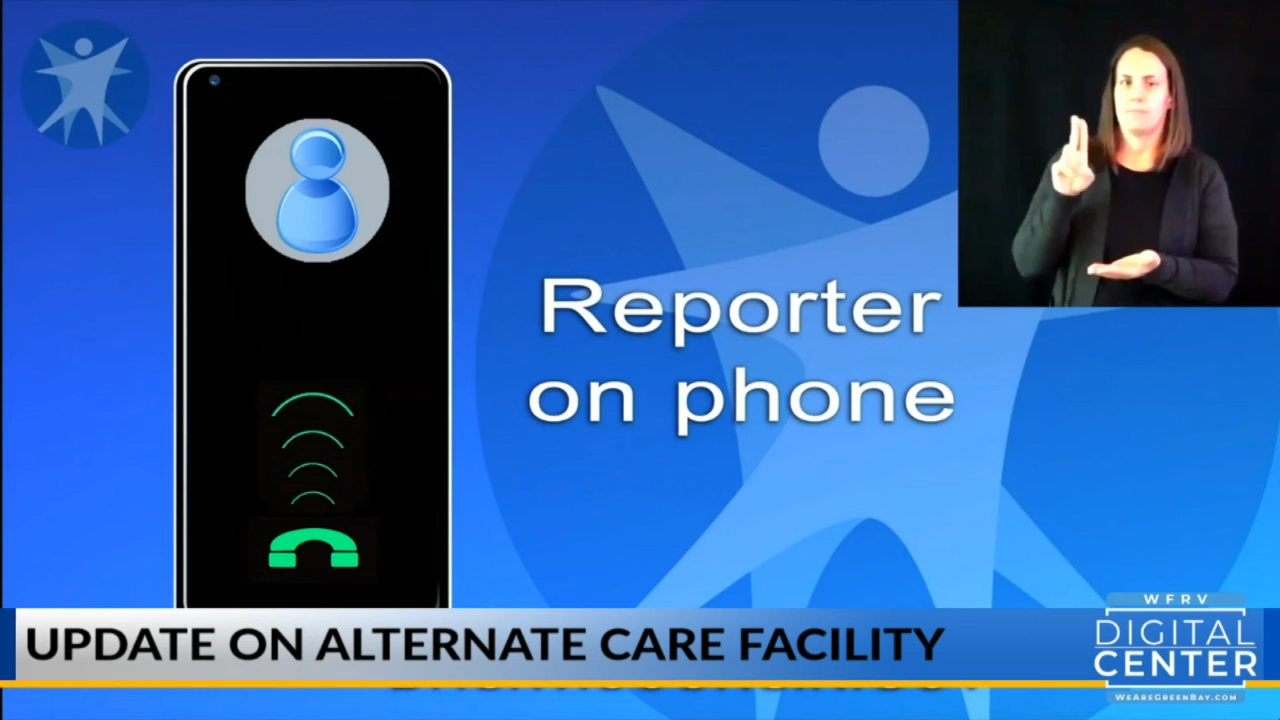 Reporter
on phone
UPDATE ON ALTERNATE CARE FACILITY
WFRV
DIGITAL
CENTER
WEAREGREENBAY.COM